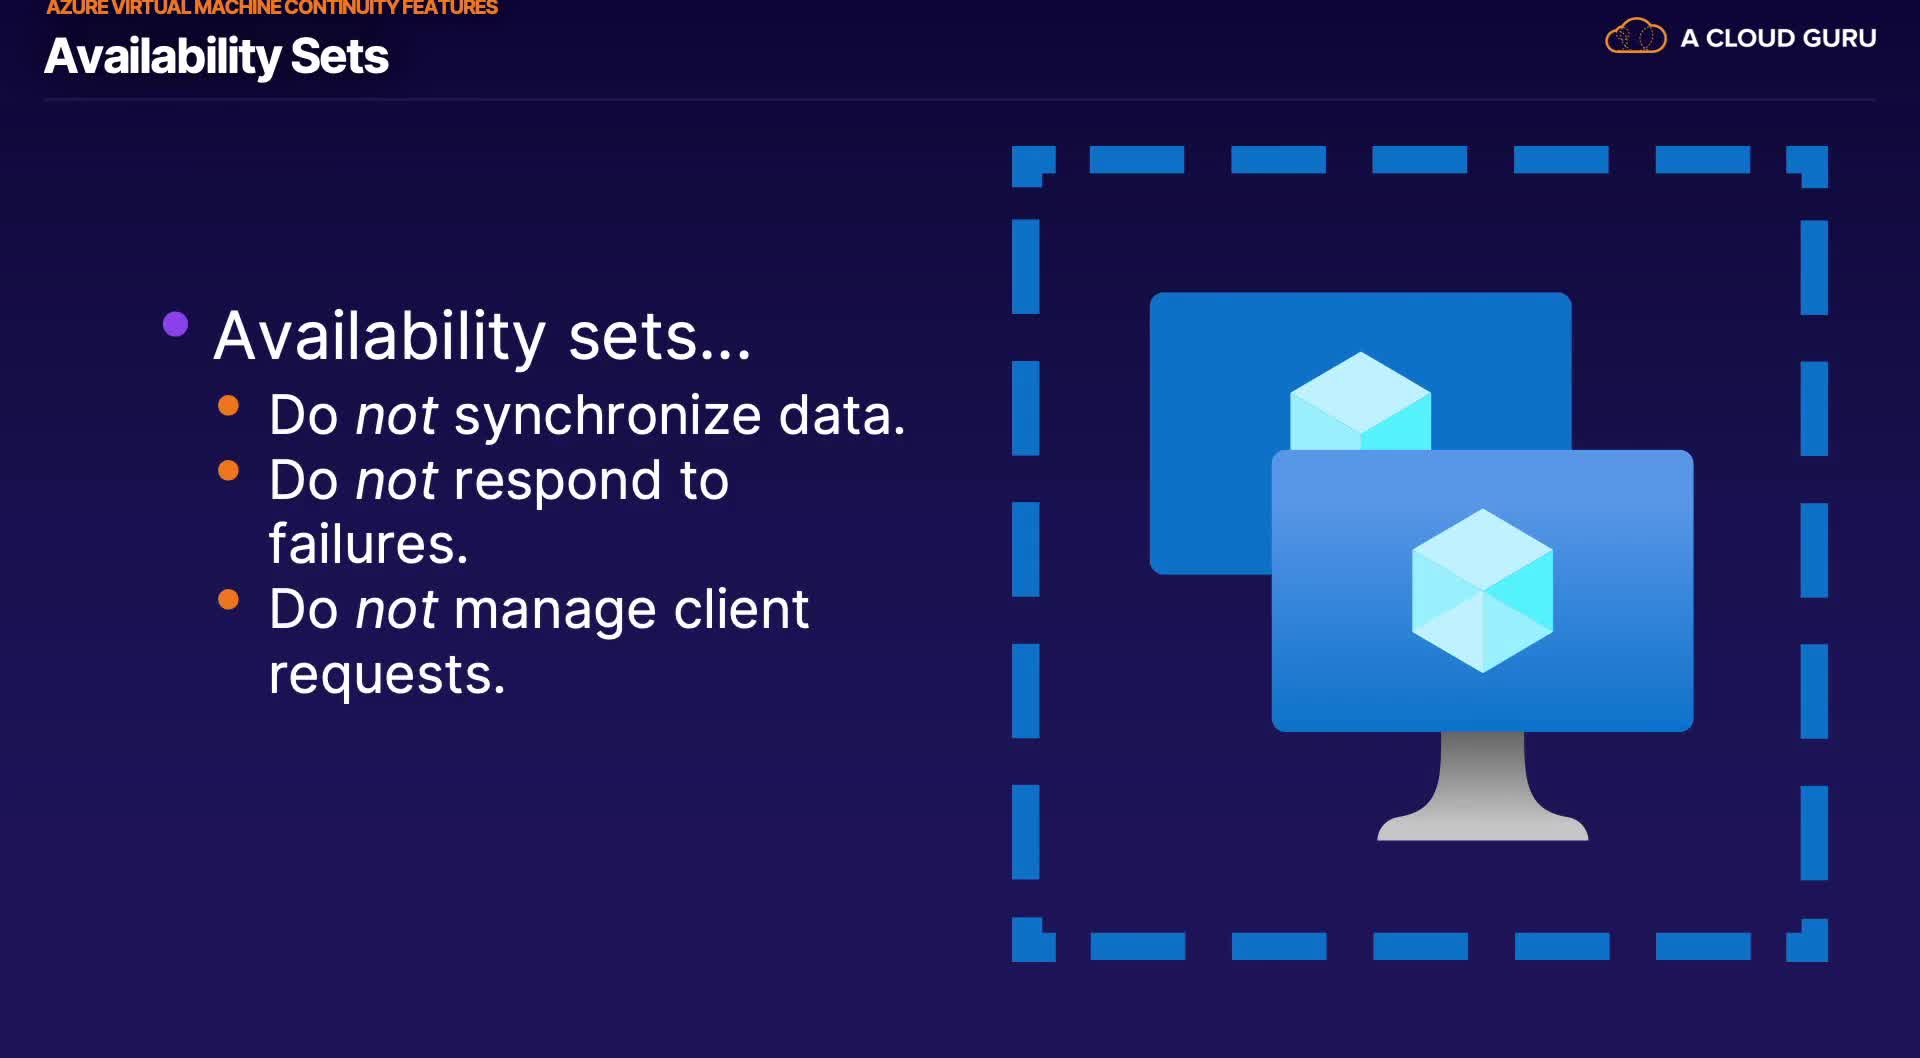 AZURE VIRTUAL MACHINE CONTINUITY FEATURES
Availability Sets
A CLOUD GURU
Availability sets...
Do not synchronize data.
Do not respond to
failures.
Do not manage client
requests.